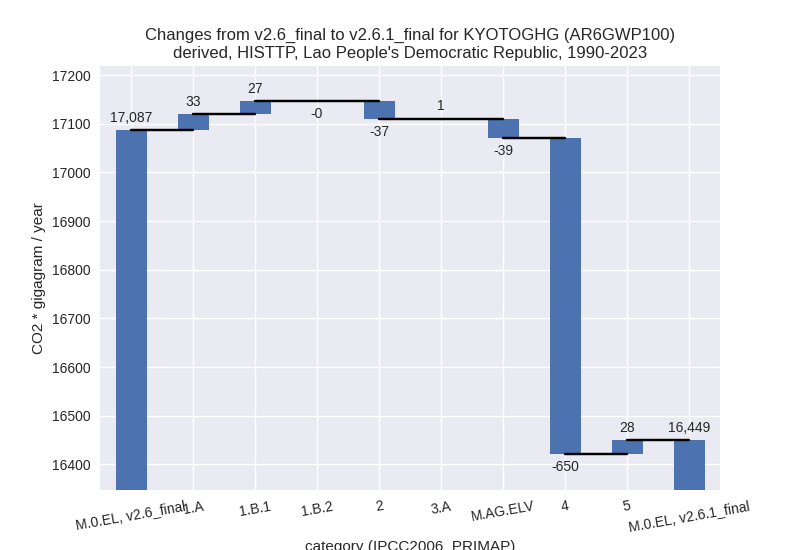 Changes from v2.6_final to v2.6.1_final for KYOTOGHG (AR6GWP100)
derived, HISTTP, Lao People's Democratic Republic, 1990-2023
17200
17100
17000
16900
16800
16700
16600
16500
16400
CO2 * gigagram / year
17,087
33
27
-0
-37
1
-39
-650
28
16,449
M.0.EL, v2.6_final
1.A
1.B.1
1.B.2
2
3.A
M.AG.ELV
4
5
M.0.EL, v2.6.1_final
category (IPCC2006_PRIMAP)